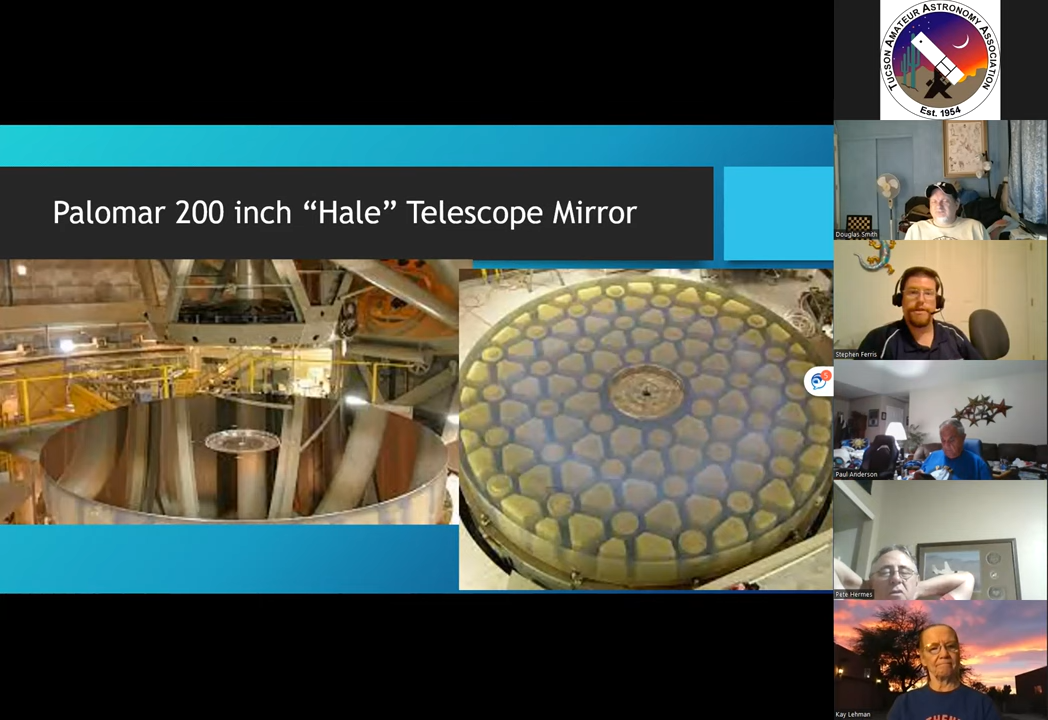 Palomar 200 inch “Hale” Telescope Mirror
5
TUCSON AMATEUR ASTRONOMY ASSOCIATION
Est. 1954
Douglas Smith
Stephen Ferris
Paul Anderson
Pete Hermes
Kay Lehman